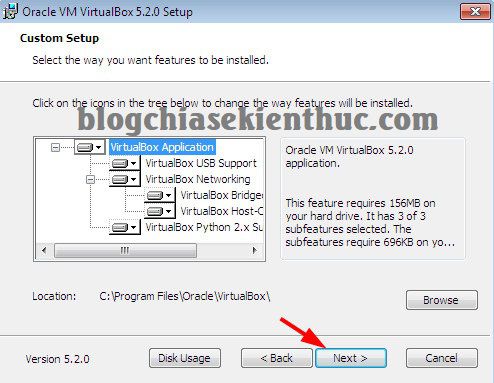 Oracle VM VirtualBox 5.2.0 Setup
Custom Setup
Select the way you want features to be installed.
Click on the icons in the tree below to change the way features will be installed.
blogchiasekienthuc.com
VirtualBox Application
VirtualBox USB Support
VirtualBox Networking
VirtualBox Bridge
VirtualBox Host-C
VirtualBox Python 2.x Su
Oracle VM VirtualBox 5.2.0
application.
This feature requires 156MB on
your hard drive. It has 3 of 3
subfeatures selected. The
subfeatures require 696KB on yo...
Location: C:\Program Files\Oracle\VirtualBox\
Browse
Version 5.2.0
Disk Usage
< Back
Next >
Cancel